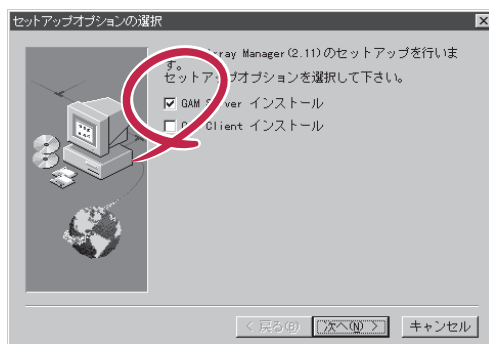 セットアップオプションの選択
rray Manager(2.11)のセットアップを行いま
す。
セットアップオプションを選択して下さい。
GAM Server インストール
Client インストール
< 戻る(B)
次へ(N) >
キャンセル